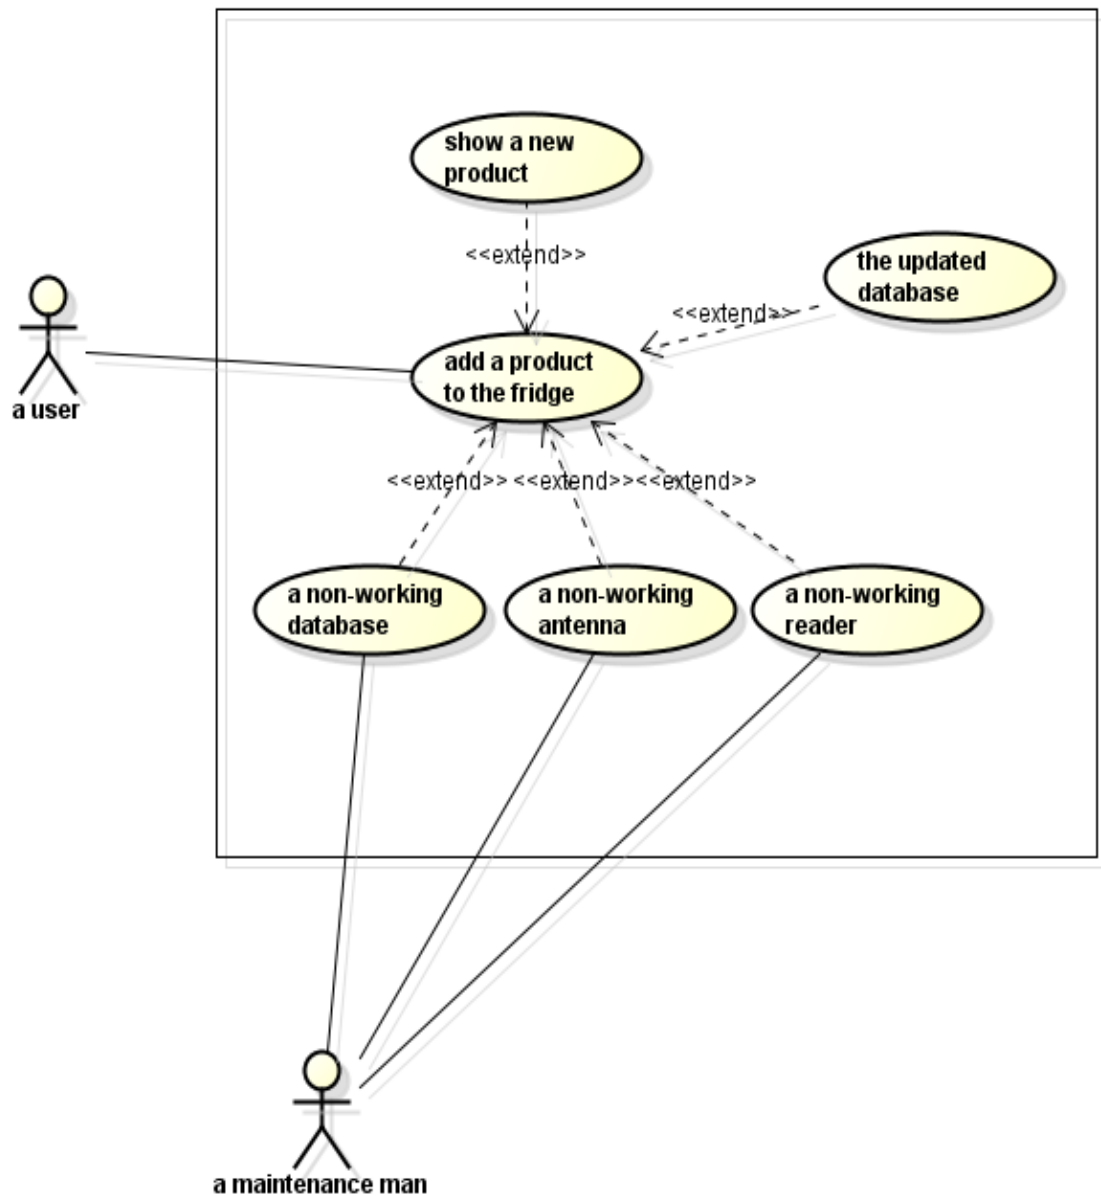 show a new
product
<<extend>>
the updated
database
<<extend>>
add a product
to the fridge
a user
<<extend>> <<extend>><<extend>>
a non-working
database
a non-working
antenna
a non-working
reader
a maintenance man